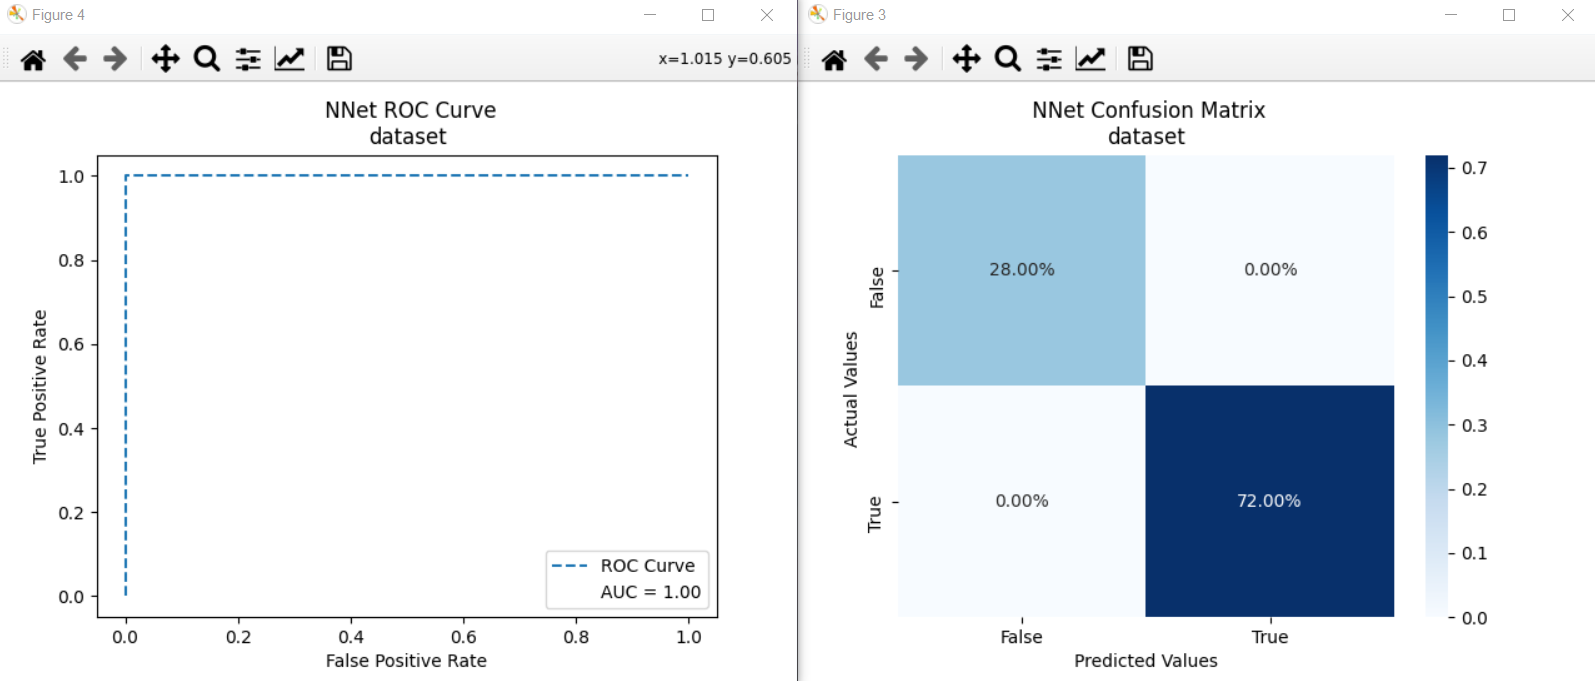 Figure 4
x=1.015 y=0.605
NNet ROC Curve
dataset
True Positive Rate
1.0
0.8
0.6
0.4
0.2
0.0
ROC Curve
AUC = 1.00
0.0 0.2 0.4 0.6 0.8 1.0
False Positive Rate
Figure 3
NNet Confusion Matrix
dataset
Actual Values
False
True
28.00% 0.00%
0.00% 72.00%
False True
Predicted Values
0.7
0.6
0.5
0.4
0.3
0.2
0.1
0.0